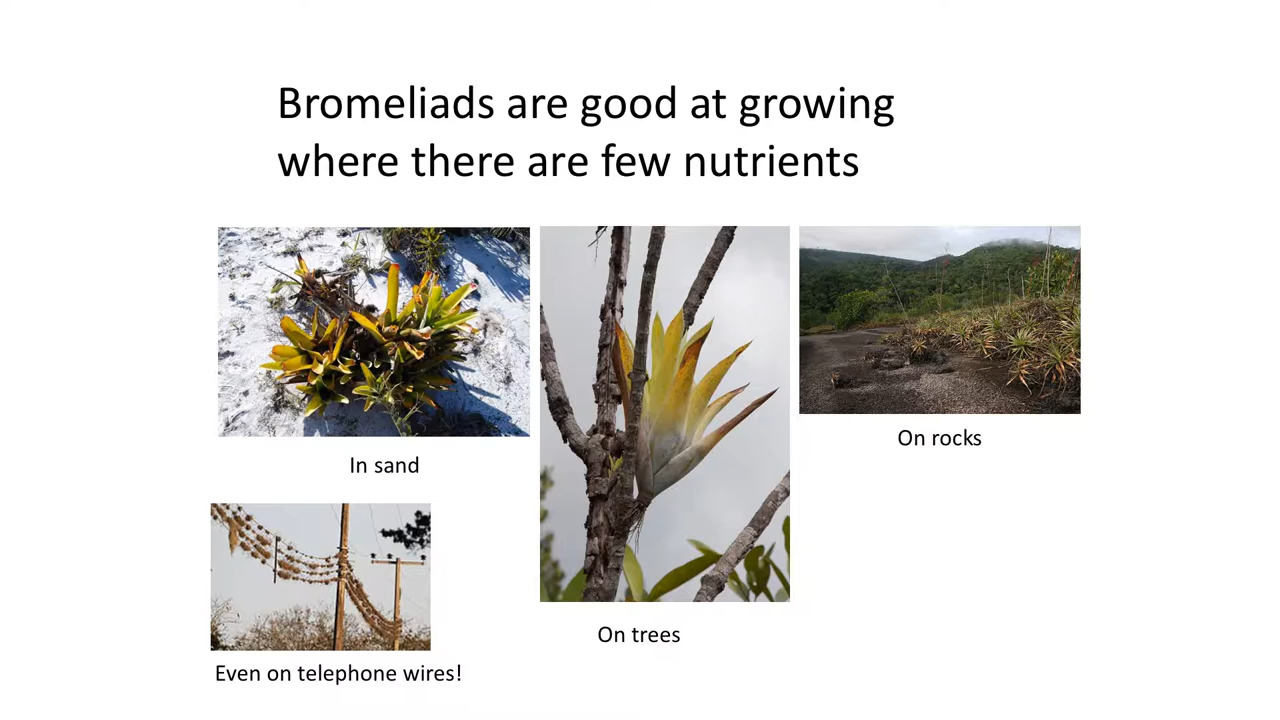 Bromeliads are good at growing
where there are few nutrients
In sand
On trees
On rocks
Even on telephone wires!